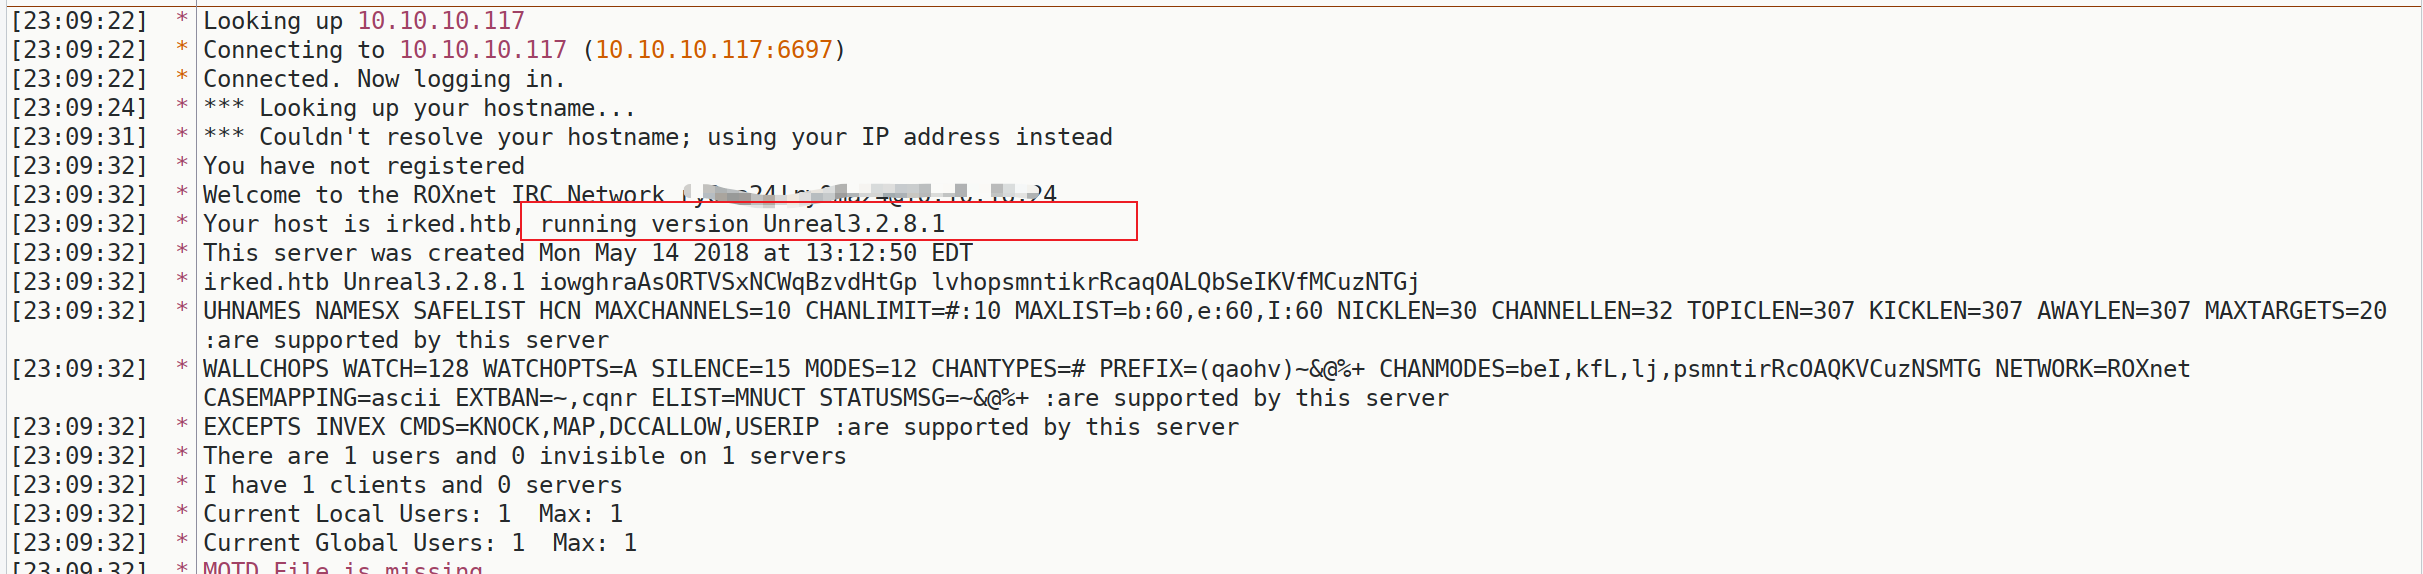 [23:09:22] * Looking up 10.10.10.117
[23:09:22] * Connecting to 10.10.10.117 (10.10.10.117:6697)
[23:09:22] * Connected. Now logging in.
[23:09:24] * *** Looking up your hostname...
[23:09:31] * *** Couldn't resolve your hostname; using your IP address instead
[23:09:32] * You have not registered
[23:09:32] * Welcome to the ROXnet IRC Network
[23:09:32] * Your host is irked.htb, running version Unreal3.2.8.1
[23:09:32] * This server was created Mon May 14 2018 at 13:12:50 EDT
[23:09:32] * irked.htb Unreal3.2.8.1 iowghraAsORTVSxNCWqBzvdHtGp lvhopsmntikrRcaqOALQbSeIKVfMCuzNTGj
[23:09:32] * UHNAMES NAMESX SAFELIST HCN MAXCHANNELS=10 CHANLIMIT=#:10 MAXLIST=b:60,e:60,I:60 NICKLEN=30 CHANNELLEN=32 TOPICLEN=307 KICKLEN=307 AWAYLEN=307 MAXTARGETS=20
:are supported by this server
[23:09:32] * WALLCHOPS WATCH=128 WATCHOPTS=A SILENCE=15 MODES=12 CHANTYPES=# PREFIX=(qaohv)~&@%+ CHANMODES=beI,kfL,lj,psmntirRcOAQKVCuzNSMTG NETWORK=ROXnet
CASEMAPPING=ascii EXTBAN=~,cqnr ELIST=MNUCT STATUSMSG=~&@%+ :are supported by this server
[23:09:32] * EXCEPTS INVEX CMDS=KNOCK,MAP,DCCALLOW,USERIP :are supported by this server
[23:09:32] * There are 1 users and 0 invisible on 1 servers
[23:09:32] * I have 1 clients and 0 servers
[23:09:32] * Current Local Users: 1 Max: 1
[23:09:32] * Current Global Users: 1 Max: 1
[23:09:32] * MOTD File is missing